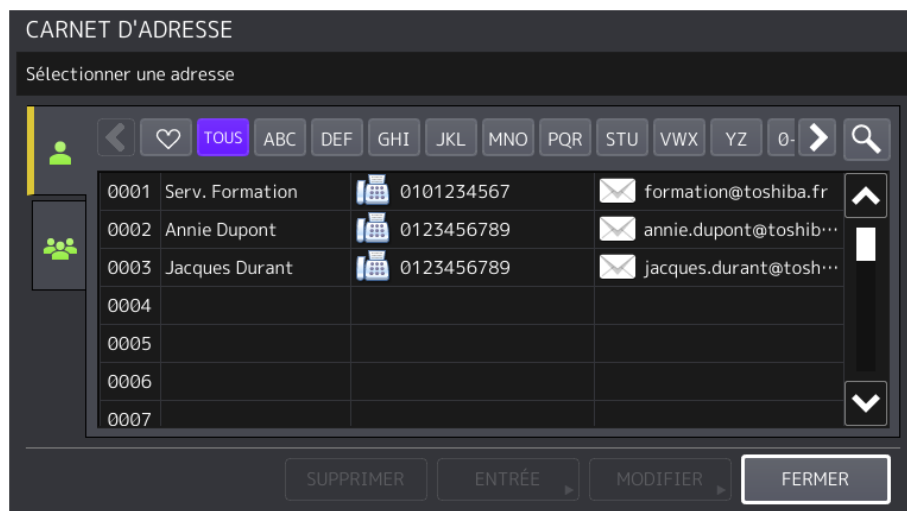 CARNET D'ADRESSE
Sélectionner une adresse
TOUS ABC DEF GHI JKL MNO PQR STU VWX YZ 0-
0001 Serv. Formation 0101234567 formation@toshiba.fr
0002 Annie Dupont 0123456789 annie.dupont@toshib…
0003 Jacques Durant 0123456789 jacques.durant@tosh…
0004
0005
0006
0007
SUPPRIMER ENTRÉE MODIFIER FERMER